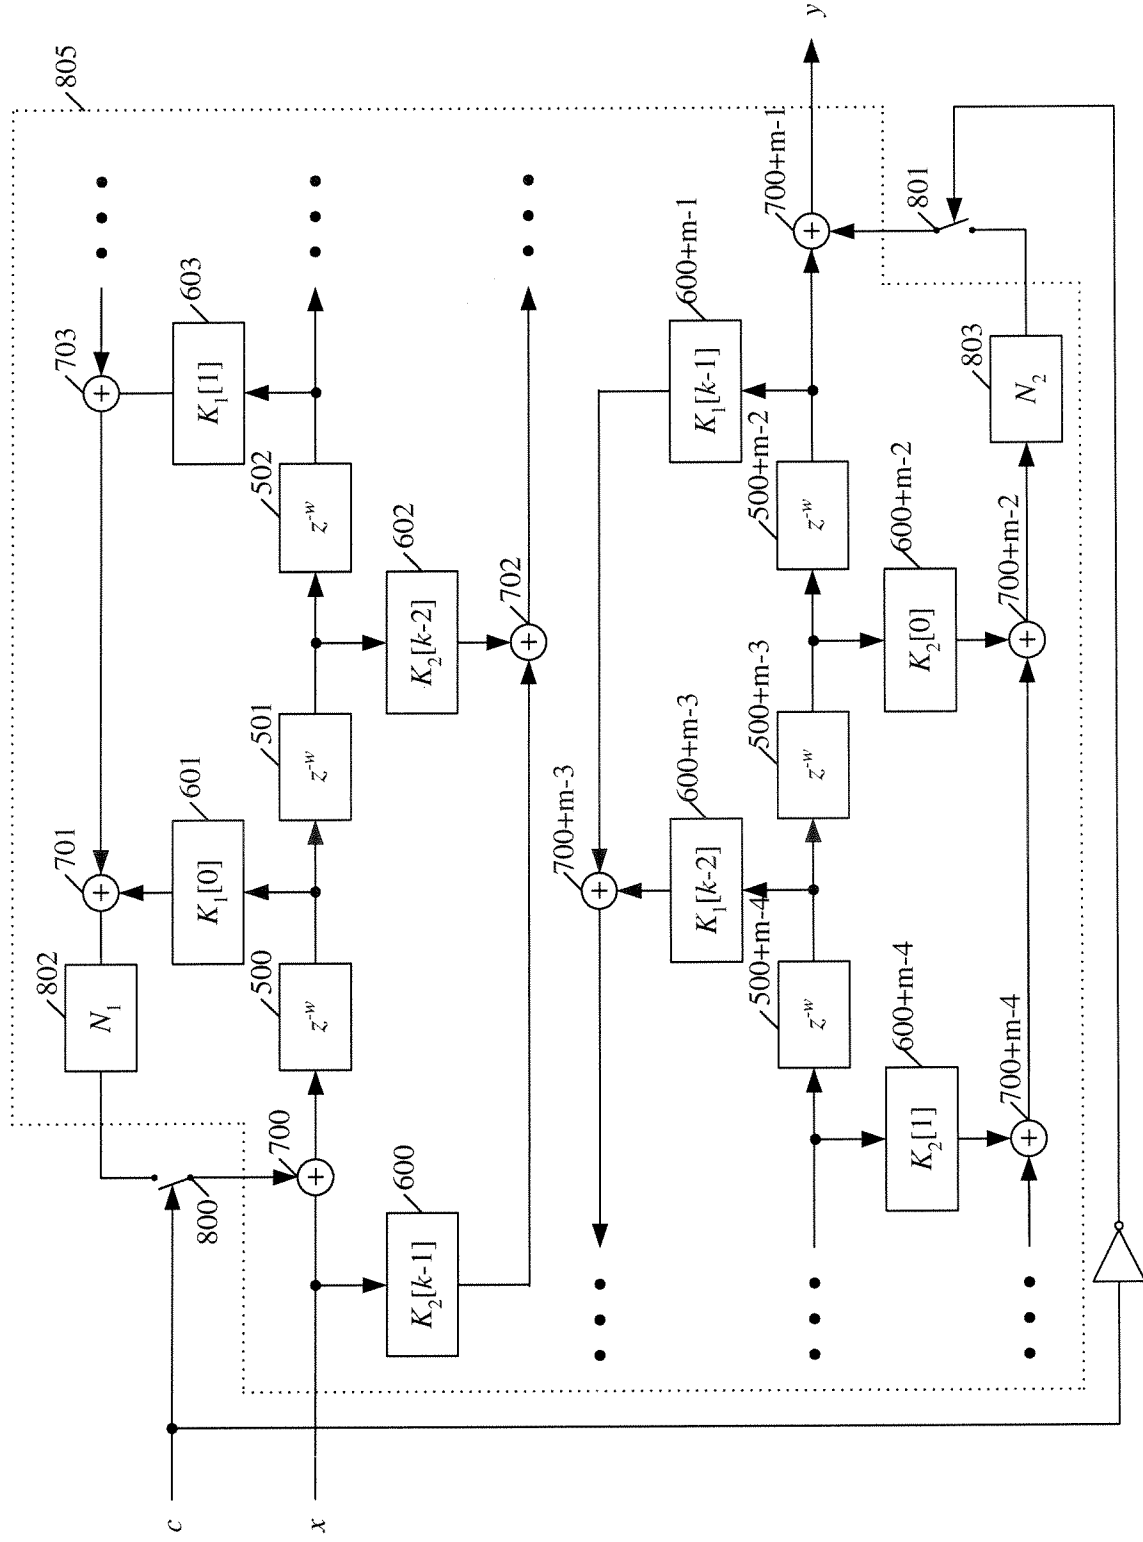 805
703
603
K₁[1]
802
N₁
701
601
K₁[0]
502
z⁻ʷ
501
z⁻ʷ
500
z⁻ʷ
602
K₂[k-2]
702
800
700
600
K₂[k-1]
c
x
y
700+m-1
801
600+m-1
K₁[k-1]
700+m-3
600+m-3
K₁[k-2]
500+m-2
z⁻ʷ
500+m-3
z⁻ʷ
500+m-4
z⁻ʷ
600+m-2
K₂[0]
600+m-4
K₂[1]
803
N₂
700+m-2
700+m-4